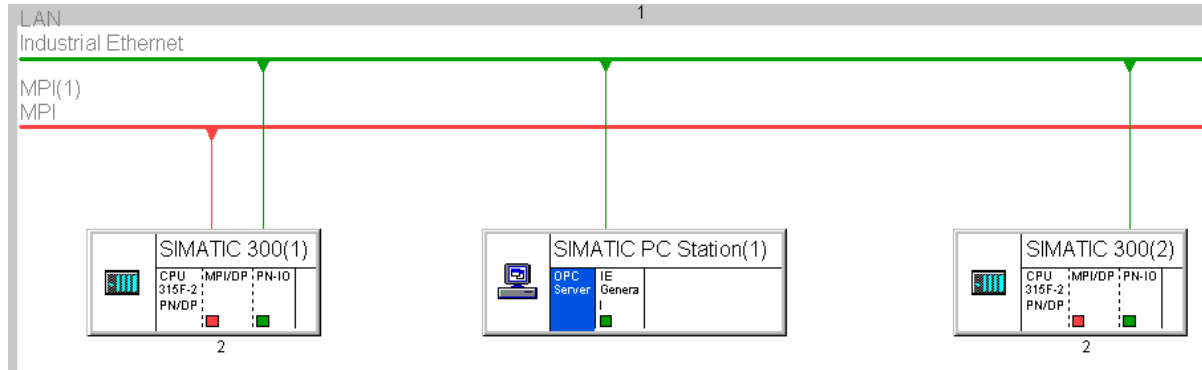 1
LAN
Industrial Ethernet
MPI(1)
MPI
SIMATIC 300(1)
CPU
315F-2
PN/DP
MPI/DP
PN-IO
2
SIMATIC PC Station(1)
OPC
Server
IE
Genera
l
SIMATIC 300(2)
CPU
315F-2
PN/DP
MPI/DP
PN-IO
2